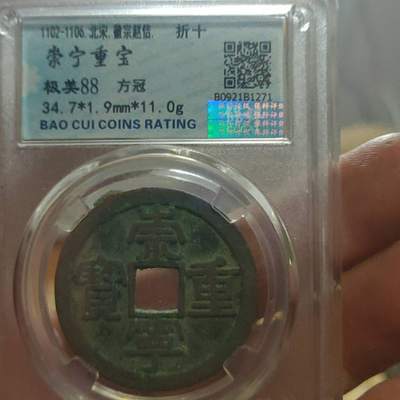 1102-1106.北宋.徽宗赵佶. 折十
崇宁重宝
极美88 方冠
34.7*1.9mm*11.0g
B0921B1271
BAO CUI COINS RATING
崇寧重寳